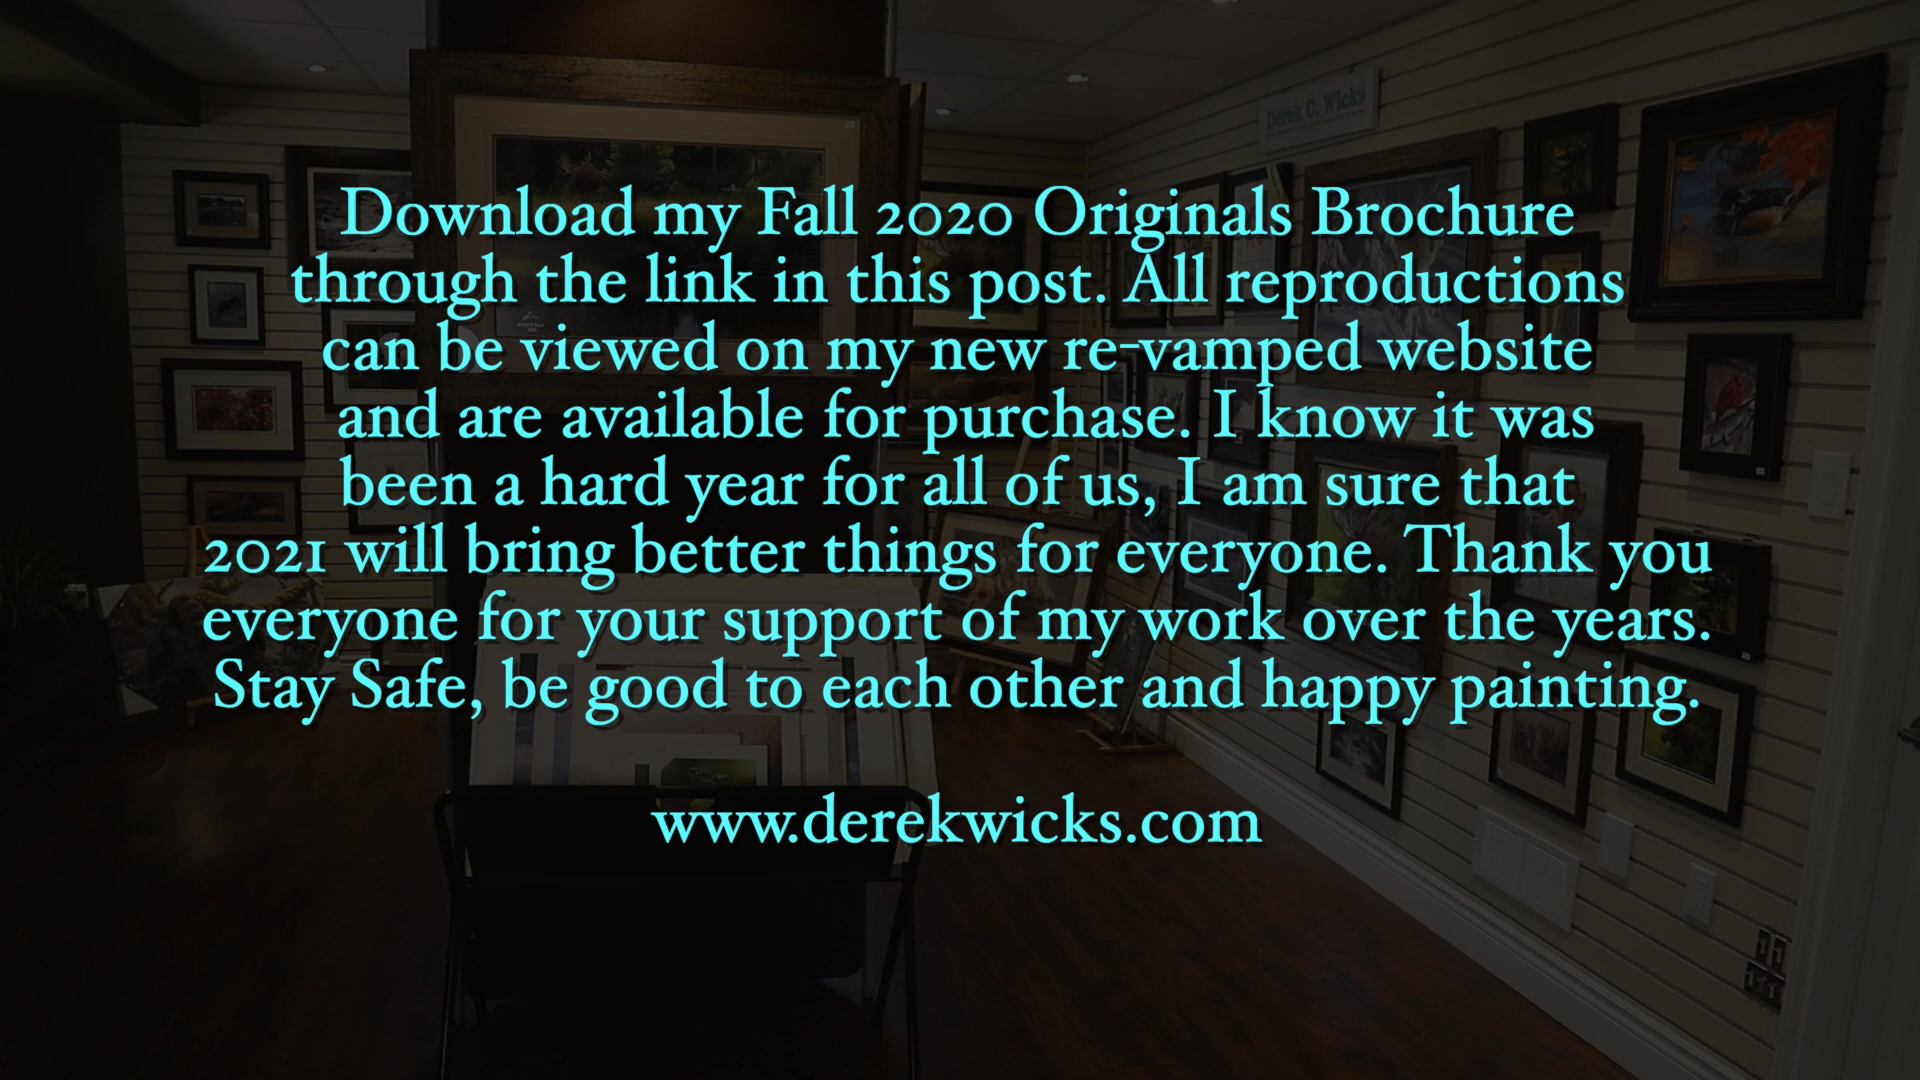 Derek C. Wicks
Download my Fall 2020 Originals Brochure
through the link in this post. All reproductions
can be viewed on my new re-vamped website
and are available for purchase. I know it was
been a hard year for all of us, I am sure that
2021 will bring better things for everyone. Thank you
everyone for your support of my work over the years.
Stay Safe, be good to each other and happy painting.
www.derekwicks.com